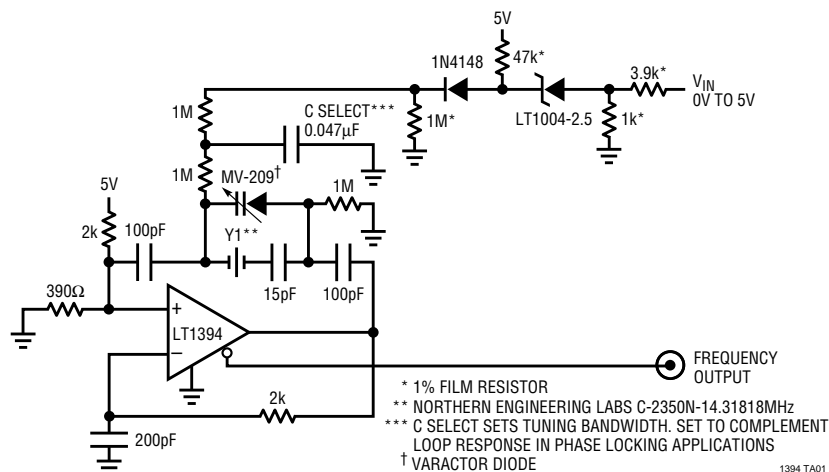 5V
1N4148
47k*
3.9k*
VIN
0V TO 5V
LT1004-2.5
1M*
1k*
1M
C SELECT***
0.047µF
1M
MV-209†
1M
5V
2k
100pF
Y1**
15pF
100pF
390Ω
+
LT1394
–
FREQUENCY
OUTPUT
2k
200pF
* 1% FILM RESISTOR
** NORTHERN ENGINEERING LABS C-2350N-14.31818MHz
*** C SELECT SETS TUNING BANDWIDTH. SET TO COMPLEMENT
LOOP RESPONSE IN PHASE LOCKING APPLICATIONS
† VARACTOR DIODE
1394 TA01